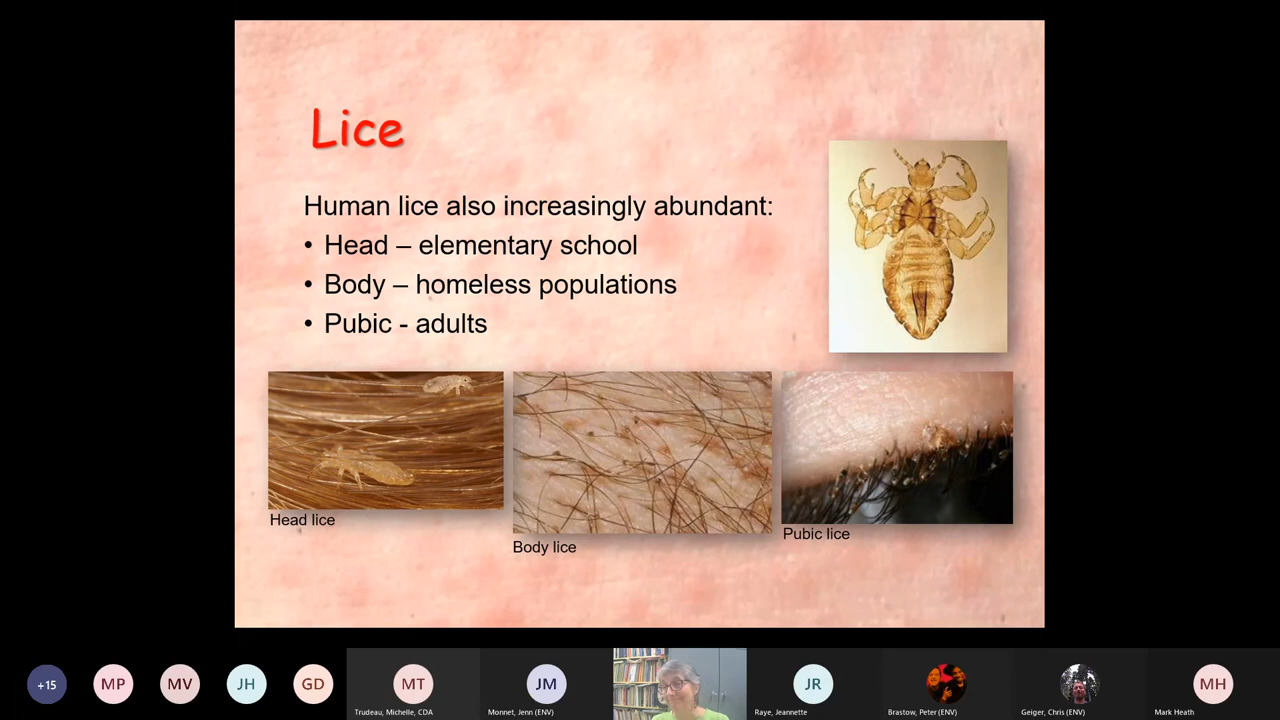 Lice
Human lice also increasingly abundant:
• Head – elementary school
• Body – homeless populations
• Pubic - adults
Head lice
Body lice
Pubic lice
+15
MP
MV
JH
GD
MT
JM
JR
MH
Trudeau, Michelle, CDA
Monnet, Jenn (ENV)
Raye, Jeannette
Brastow, Peter (ENV)
Geiger, Chris (ENV)
Mark Heath